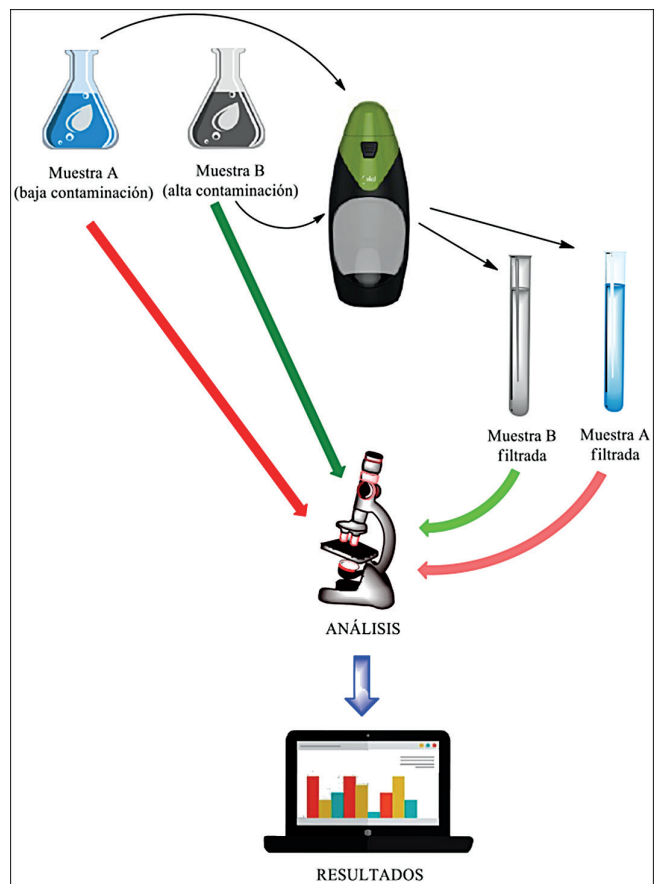 Muestra A
(baja contaminación)
Muestra B
(alta contaminación)
Muestra B
filtrada
Muestra A
filtrada
ANÁLISIS
RESULTADOS